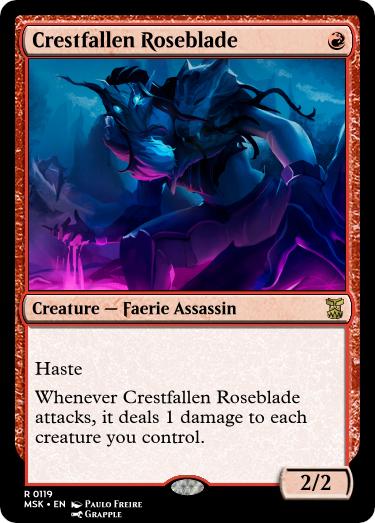 Crestfallen Roseblade
Creature — Faerie Assassin
Haste
Whenever Crestfallen Roseblade
attacks, it deals 1 damage to each
creature you control.
2/2
R 0119
MSK • EN Paulo Freire
Grapple